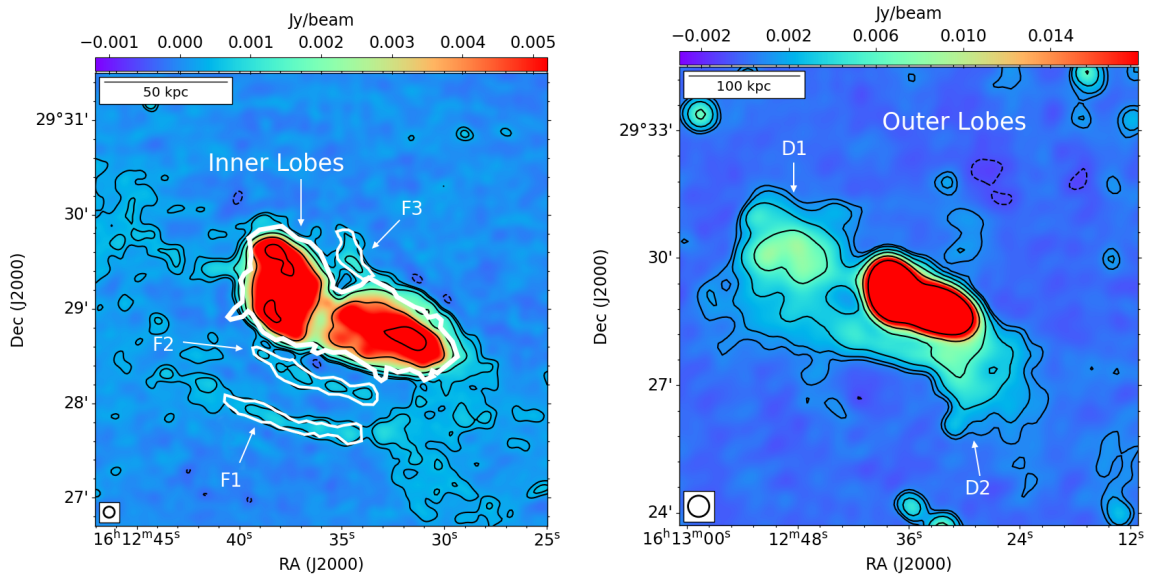 Jy/beam
−0.001 0.000 0.001 0.002 0.003 0.004 0.005
50 kpc
29°31'
30'
29'
28'
27'
Dec (J2000)
Inner Lobes
F3
F2
F1
16ʰ12ᵐ45ˢ 40ˢ 35ˢ 30ˢ 25ˢ
RA (J2000)
Jy/beam
−0.002 0.002 0.006 0.010 0.014
100 kpc
29°33'
30'
27'
24'
Dec (J2000)
Outer Lobes
D1
D2
16ʰ13ᵐ00ˢ 12ᵐ48ˢ 36ˢ 24ˢ 12ˢ
RA (J2000)